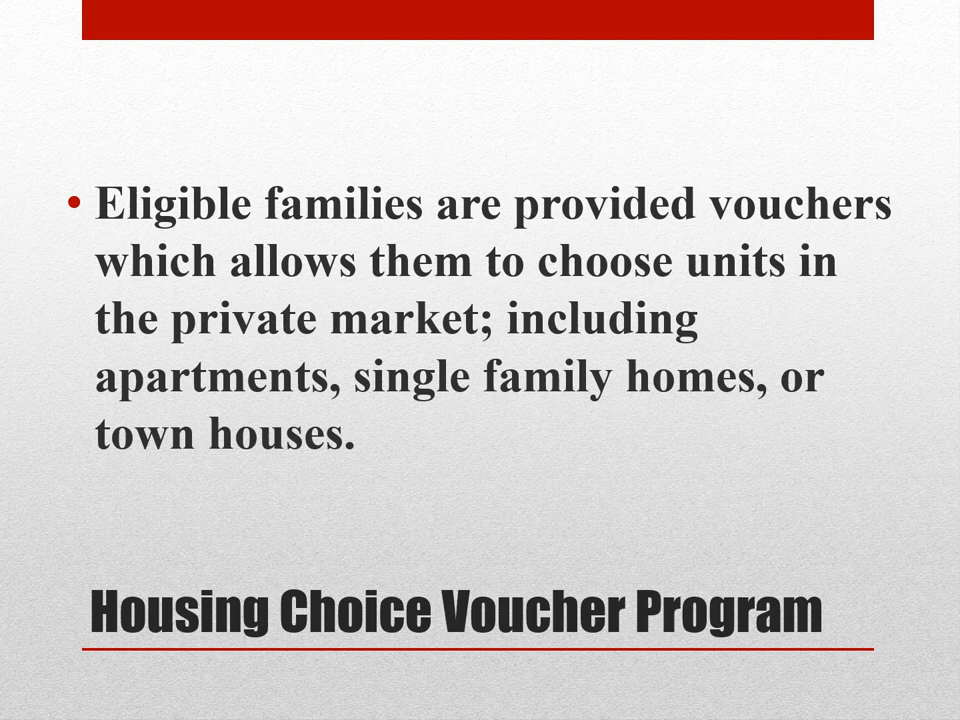 • Eligible families are provided vouchers
which allows them to choose units in
the private market; including
apartments, single family homes, or
town houses.
Housing Choice Voucher Program